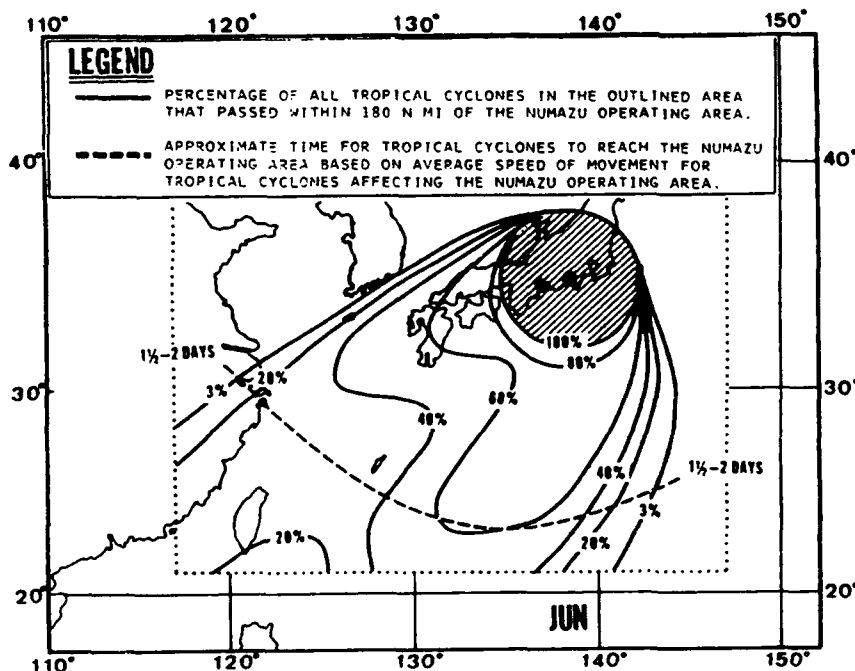 110° 120° 130° 140° 150°
LEGEND
PERCENTAGE OF ALL TROPICAL CYCLONES IN THE OUTLINED AREA
THAT PASSED WITHIN 180 N MI OF THE NUMAZU OPERATING AREA.
APPROXIMATE TIME FOR TROPICAL CYCLONES TO REACH THE NUMAZU
OPERATING AREA BASED ON AVERAGE SPEED OF MOVEMENT FOR
TROPICAL CYCLONES AFFECTING THE NUMAZU OPERATING AREA.
40° 40°
100%
1½-2 DAYS 80%
3% 20%
30° 30°
60%
40%
40% 1½-2 DAYS
3%
20% 20%
20° 20°
JUN
110° 120° 130° 140° 150°